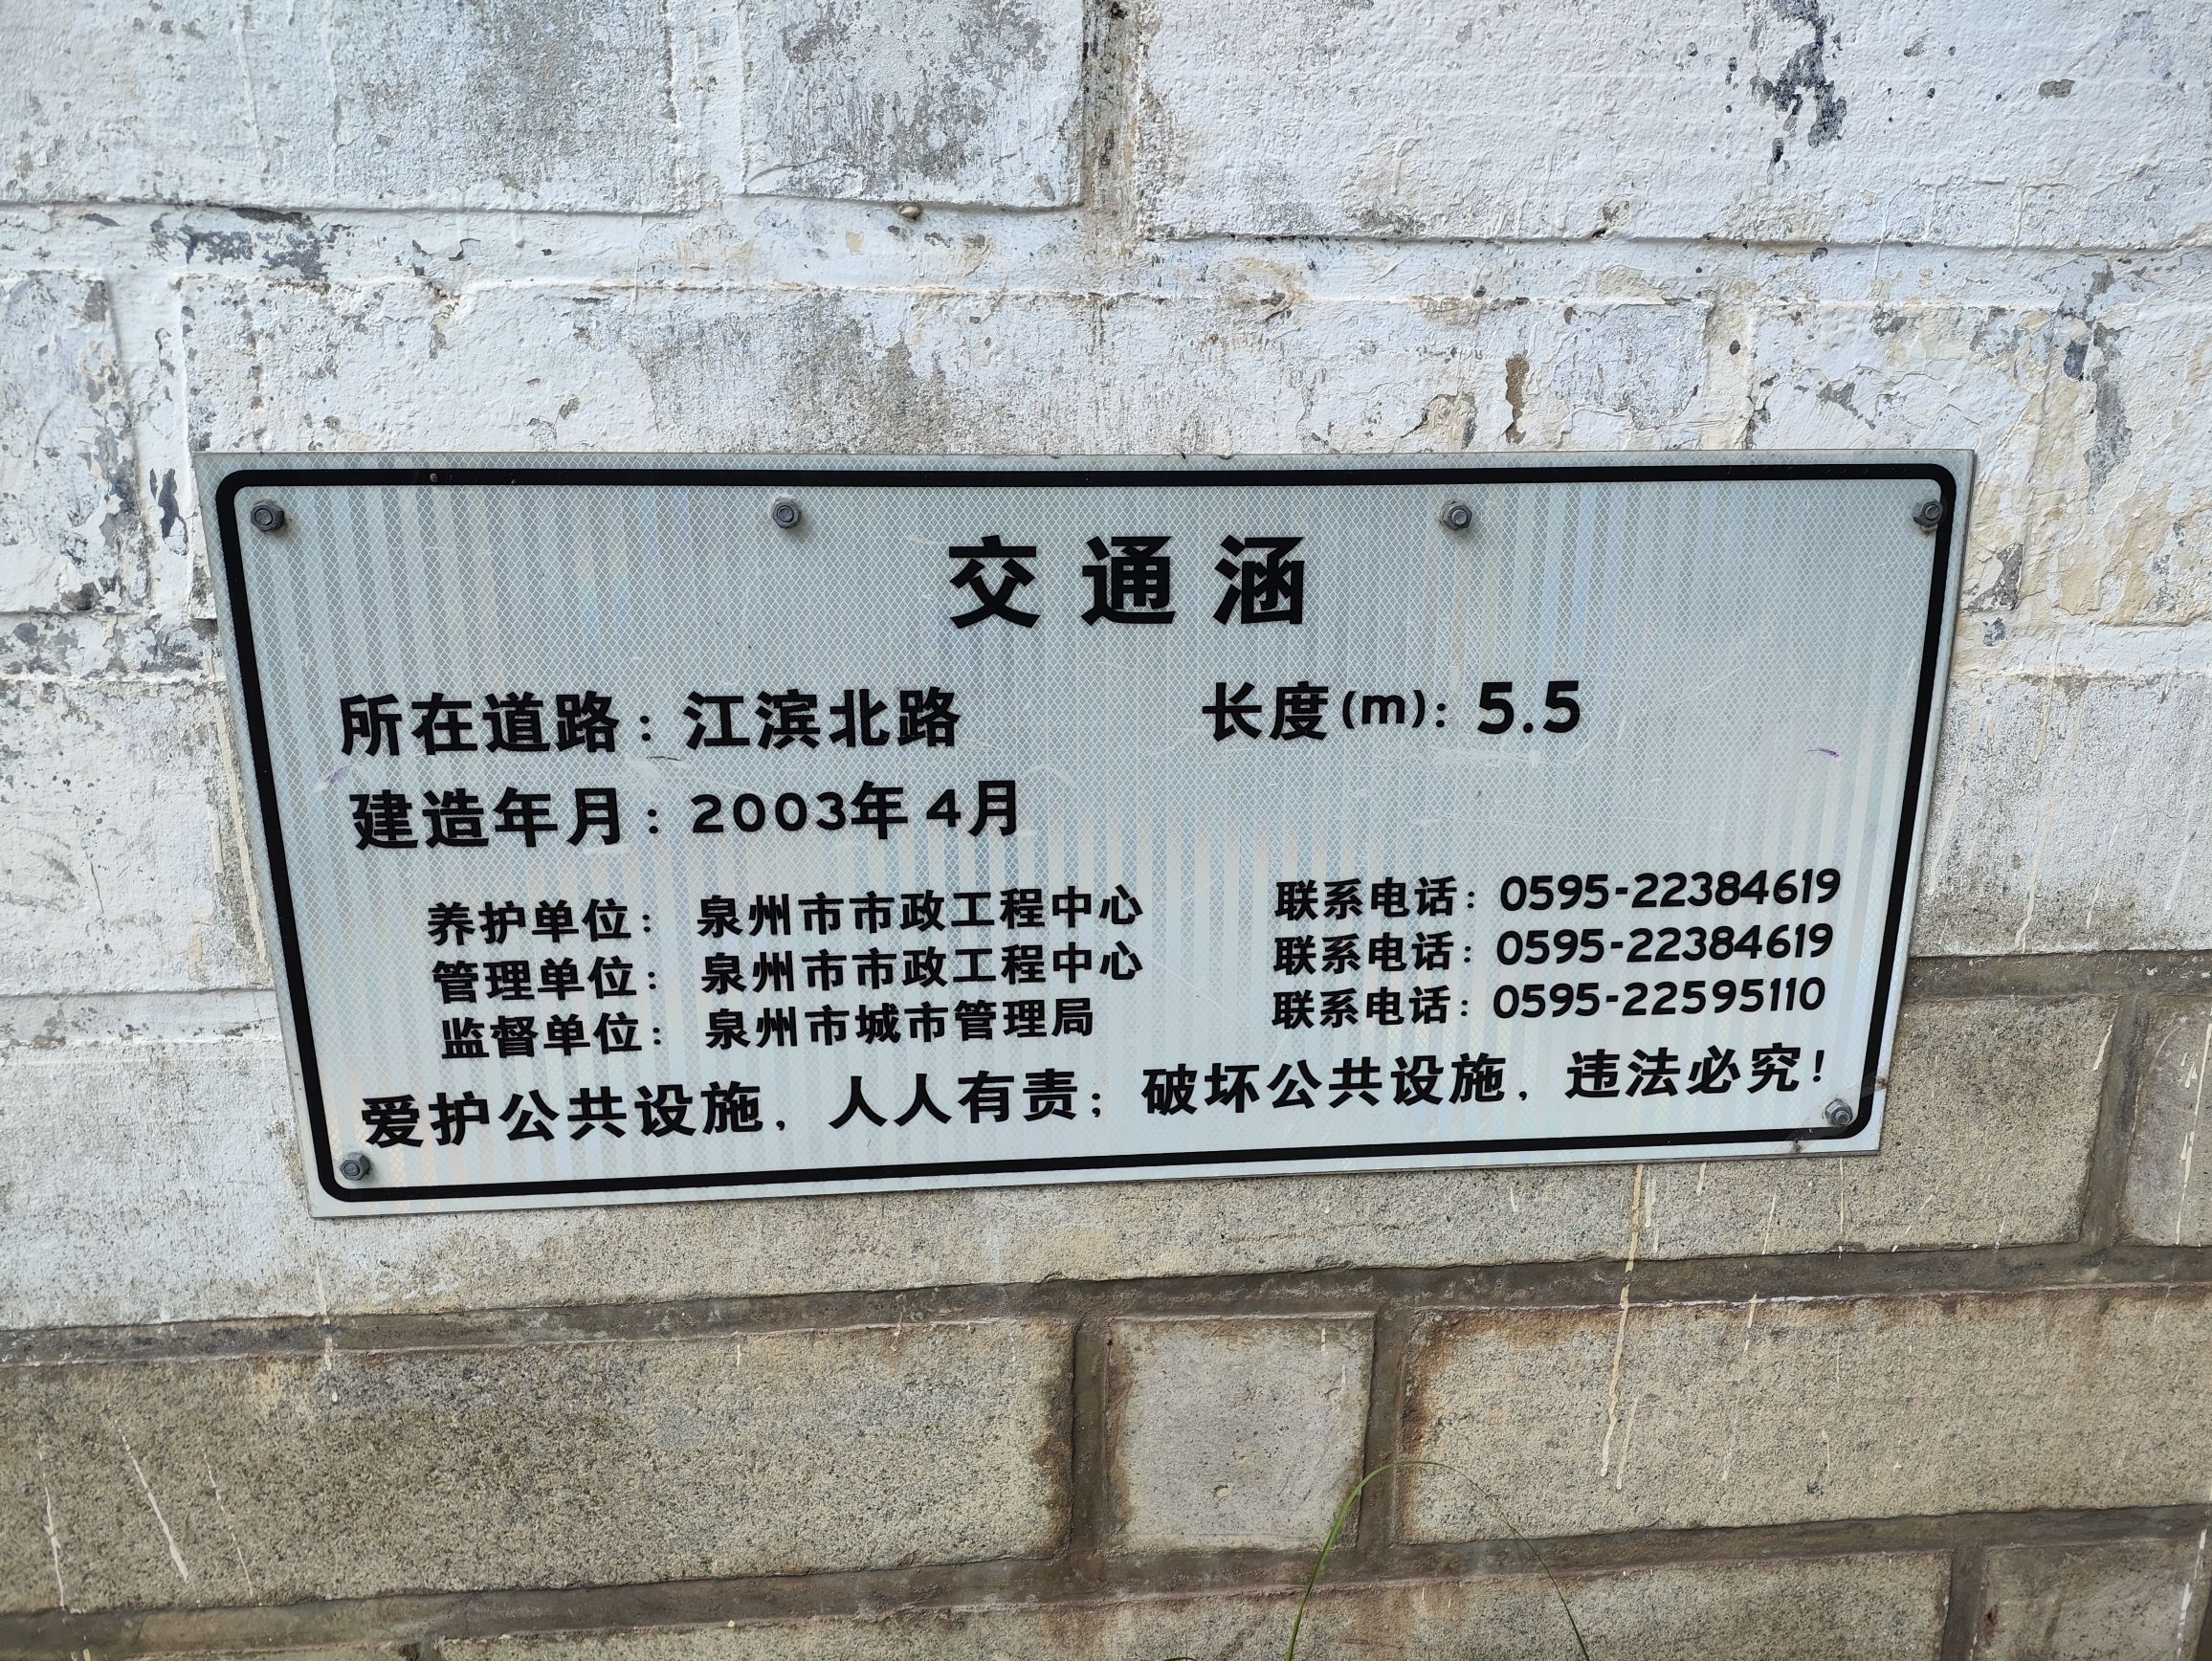 交通涵
所在道路：江滨北路 长度(m)：5.5
建造年月：2003年4月
养护单位：泉州市市政工程中心 联系电话：0595-22384619
管理单位：泉州市市政工程中心 联系电话：0595-22384619
监督单位：泉州市城市管理局 联系电话：0595-22595110
爱护公共设施，人人有责；破坏公共设施，违法必究！